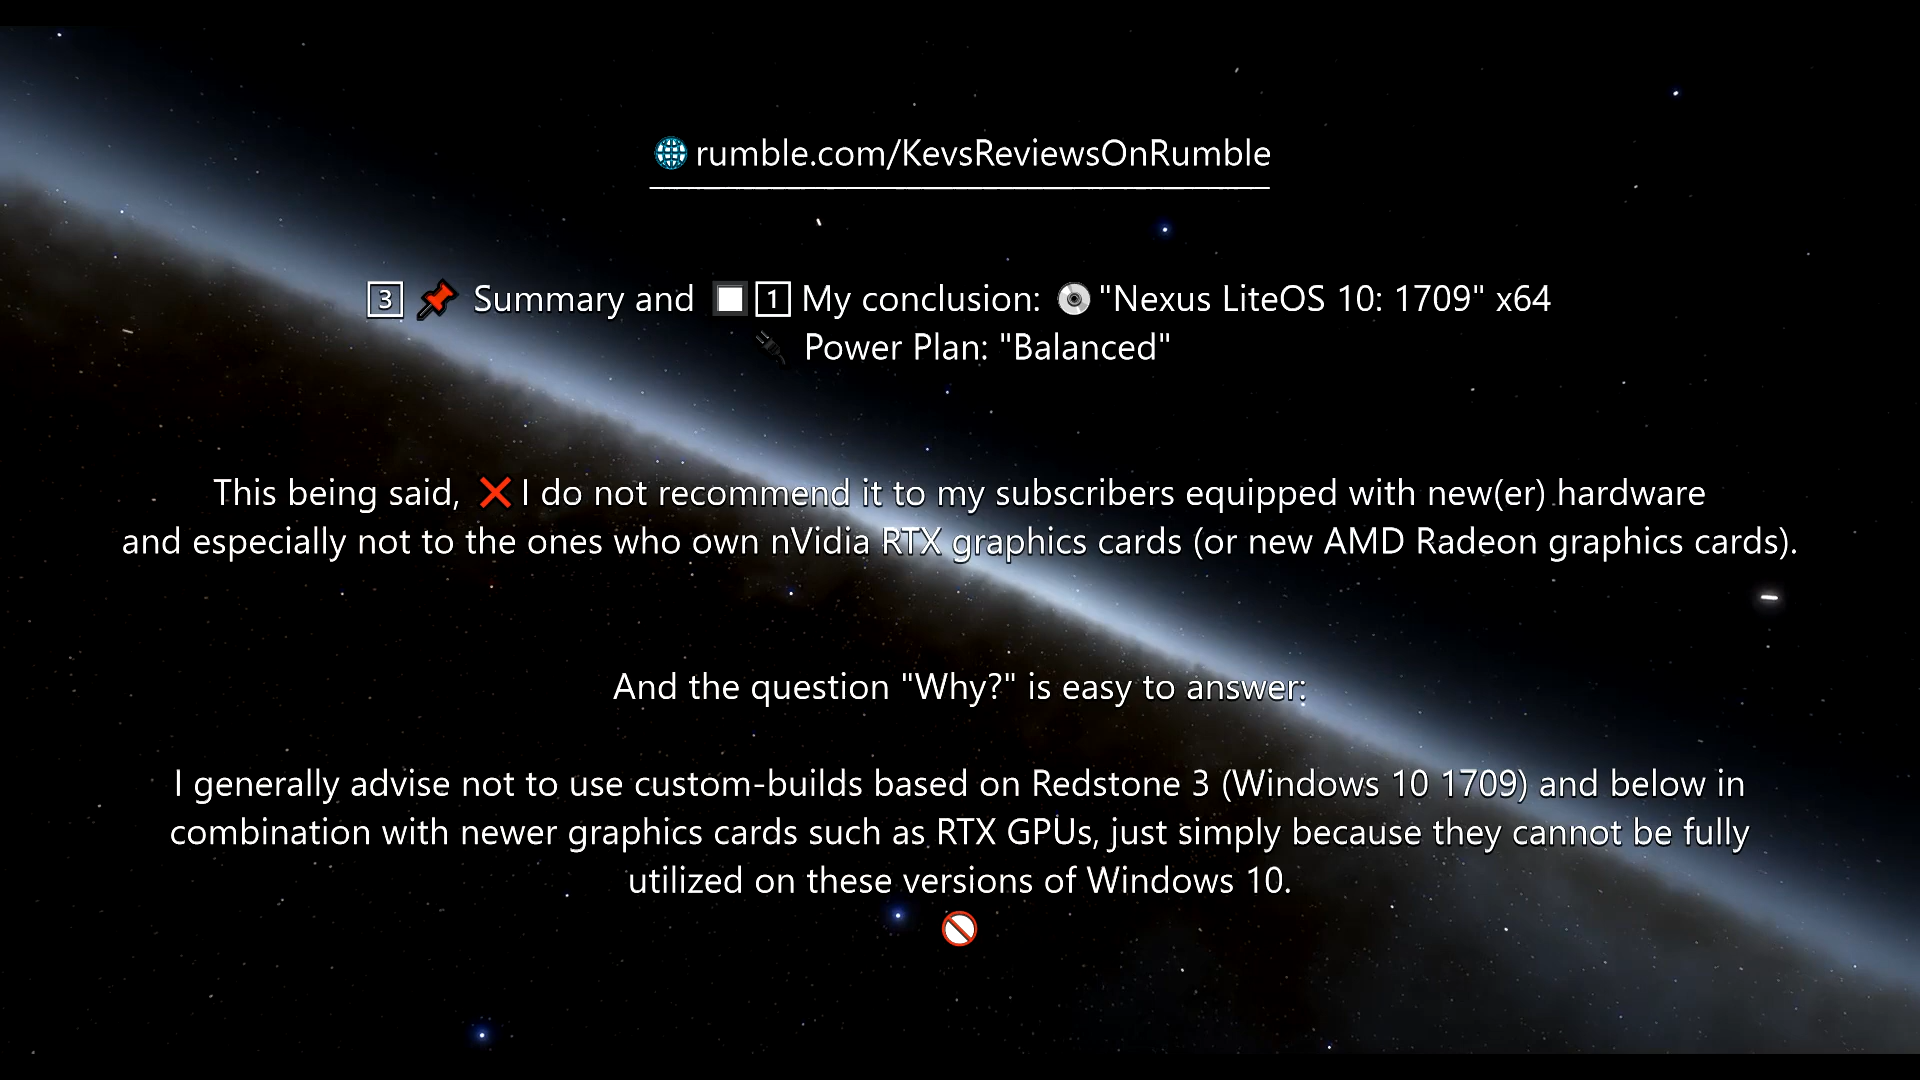 🌐 rumble.com/KevsReviewsOnRumble
3 📌 Summary and ⬜ 1 My conclusion: 💿 "Nexus LiteOS 10: 1709" x64
🔌 Power Plan: "Balanced"
This being said, ❌ I do not recommend it to my subscribers equipped with new(er) hardware
and especially not to the ones who own nVidia RTX graphics cards (or new AMD Radeon graphics cards).
And the question "Why?" is easy to answer:
I generally advise not to use custom-builds based on Redstone 3 (Windows 10 1709) and below in
combination with newer graphics cards such as RTX GPUs, just simply because they cannot be fully
utilized on these versions of Windows 10.
🚫